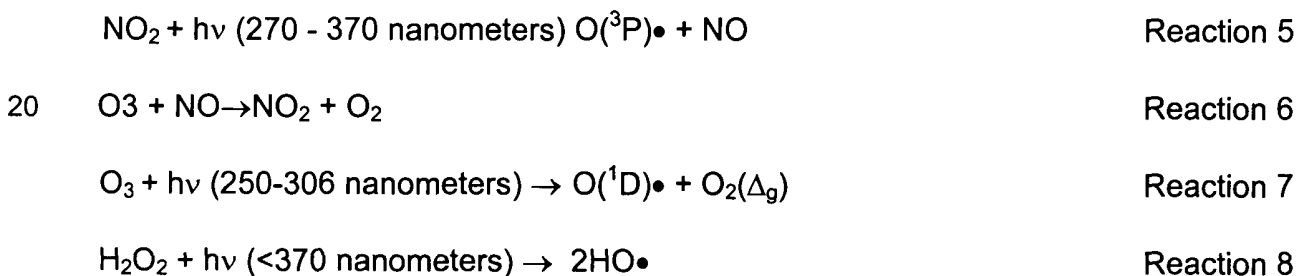 NO₂ + hν (270 - 370 nanometers) O(³P)• + NO Reaction 5
20 O3 + NO→NO₂ + O₂ Reaction 6
O₃ + hν (250-306 nanometers) → O(¹D)• + O₂(Δg) Reaction 7
H₂O₂ + hν (<370 nanometers) → 2HO• Reaction 8